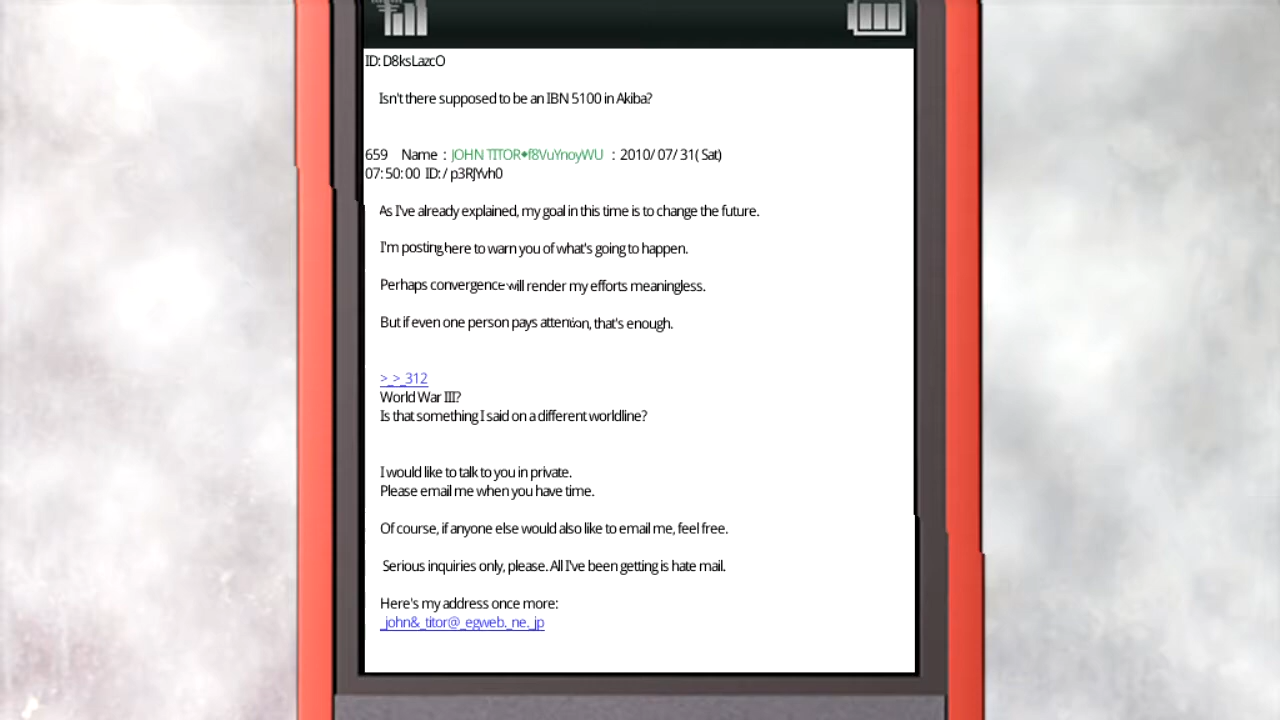 ID: D8ksLazcO
Isn't there supposed to be an IBN 5100 in Akiba?
659 Name : JOHN TITOR◆f8VuYnoyWU : 2010/07/31(Sat)
07:50:00 ID:/p3RJYvh0
As I've already explained, my goal in this time is to change the future.
I'm posting here to warn you of what's going to happen.
Perhaps convergence will render my efforts meaningless.
But if even one person pays attention, that's enough.
>_>_312
World War III?
Is that something I said on a different worldline?
I would like to talk to you in private.
Please email me when you have time.
Of course, if anyone else would also like to email me, feel free.
Serious inquiries only, please. All I've been getting is hate mail.
Here's my address once more:
_john&_titor@_egweb._ne._jp